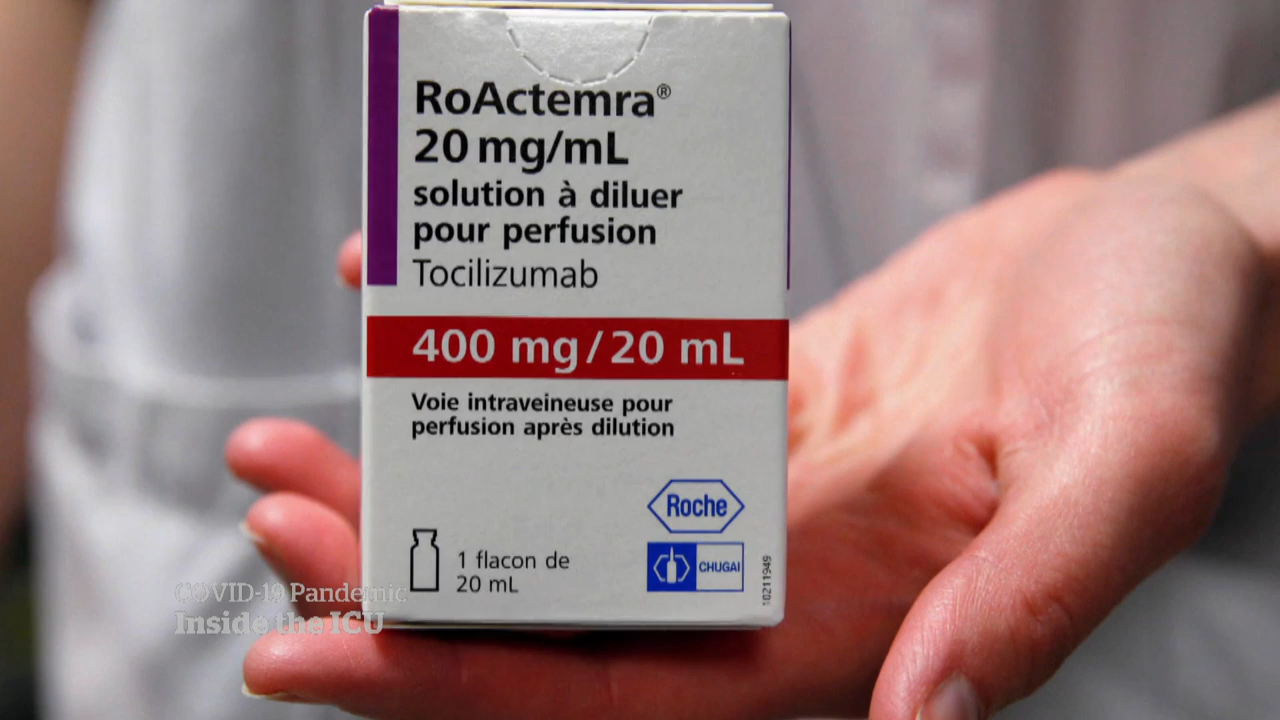 RoActemra®
20 mg/mL
solution à diluer
pour perfusion
Tocilizumab
400 mg/20 mL
Voie intraveineuse pour
perfusion après dilution
Roche
CHUGAI
1 flacon de
20 mL
10211949
COVID-19 Pandemic
Inside the ICU